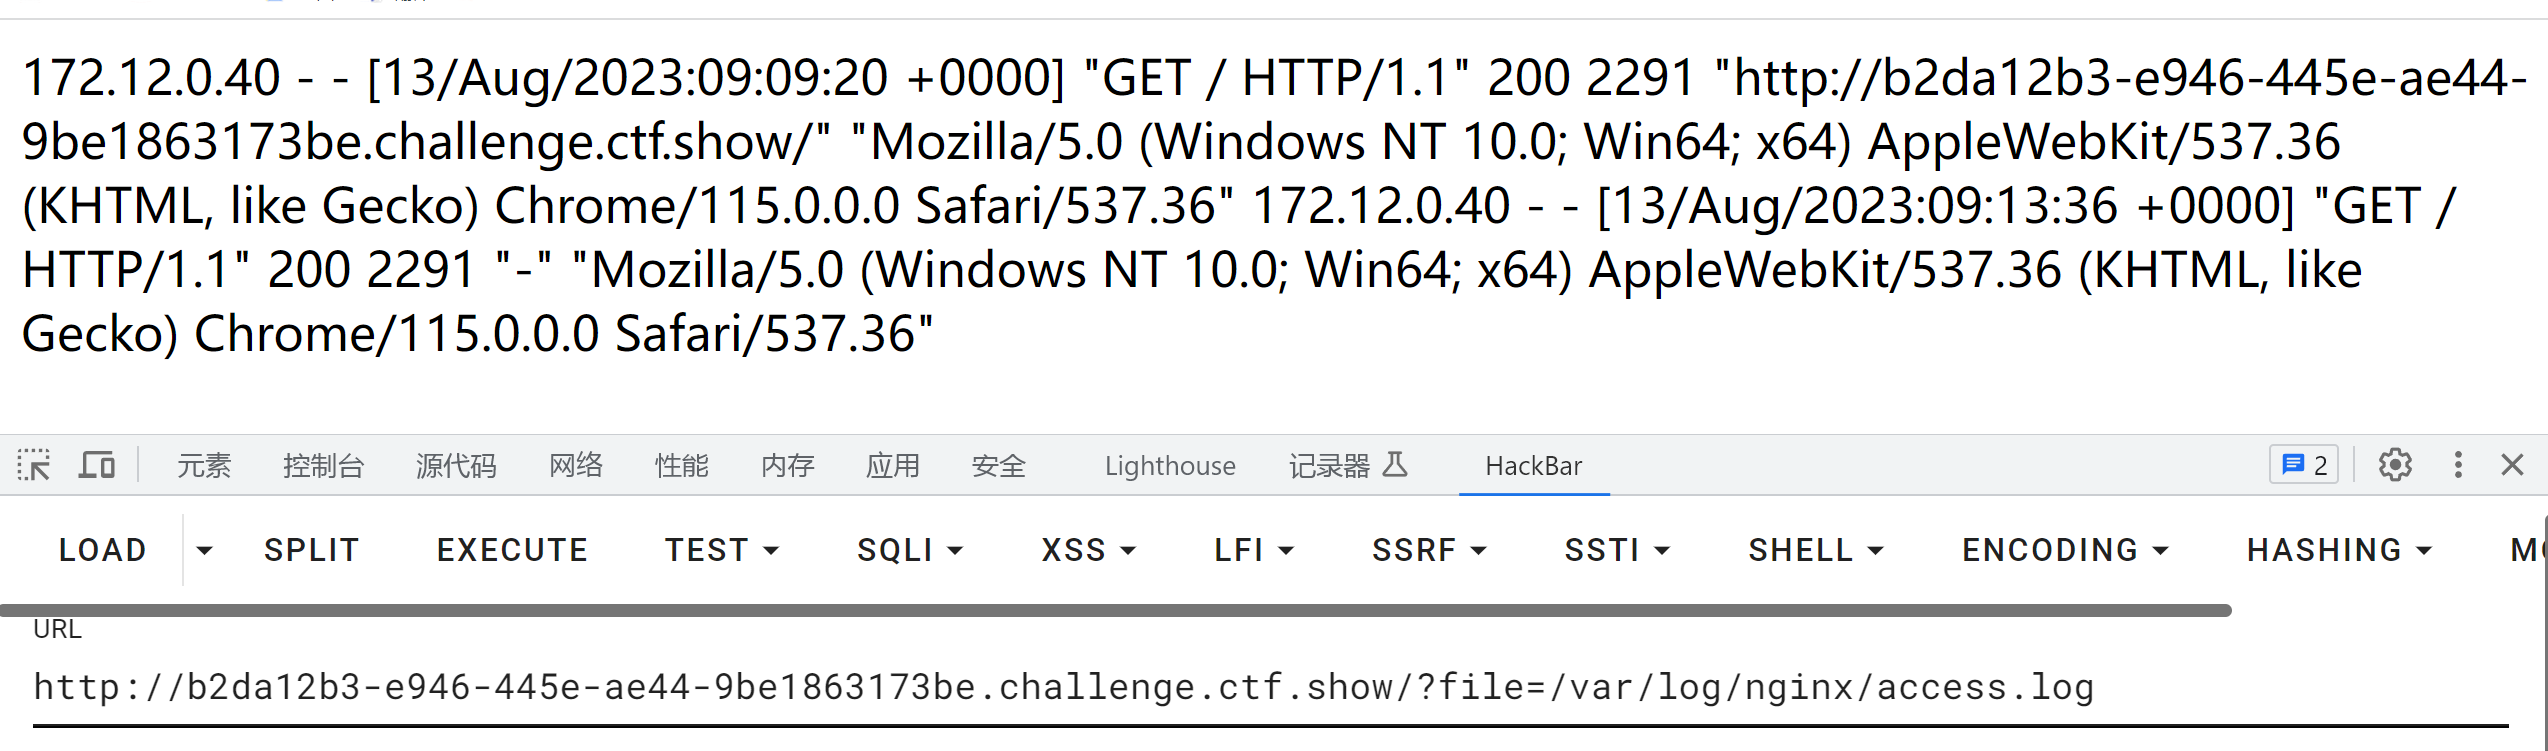 172.12.0.40 - - [13/Aug/2023:09:09:20 +0000] "GET / HTTP/1.1" 200 2291 "http://b2da12b3-e946-445e-ae44-
9be1863173be.challenge.ctf.show/" "Mozilla/5.0 (Windows NT 10.0; Win64; x64) AppleWebKit/537.36
(KHTML, like Gecko) Chrome/115.0.0.0 Safari/537.36" 172.12.0.40 - - [13/Aug/2023:09:13:36 +0000] "GET /
HTTP/1.1" 200 2291 "-" "Mozilla/5.0 (Windows NT 10.0; Win64; x64) AppleWebKit/537.36 (KHTML, like
Gecko) Chrome/115.0.0.0 Safari/537.36"
元素 控制台 源代码 网络 性能 内存 应用 安全 Lighthouse 记录器 HackBar 2
LOAD SPLIT EXECUTE TEST SQLI XSS LFI SSRF SSTI SHELL ENCODING HASHING
URL
http://b2da12b3-e946-445e-ae44-9be1863173be.challenge.ctf.show/?file=/var/log/nginx/access.log